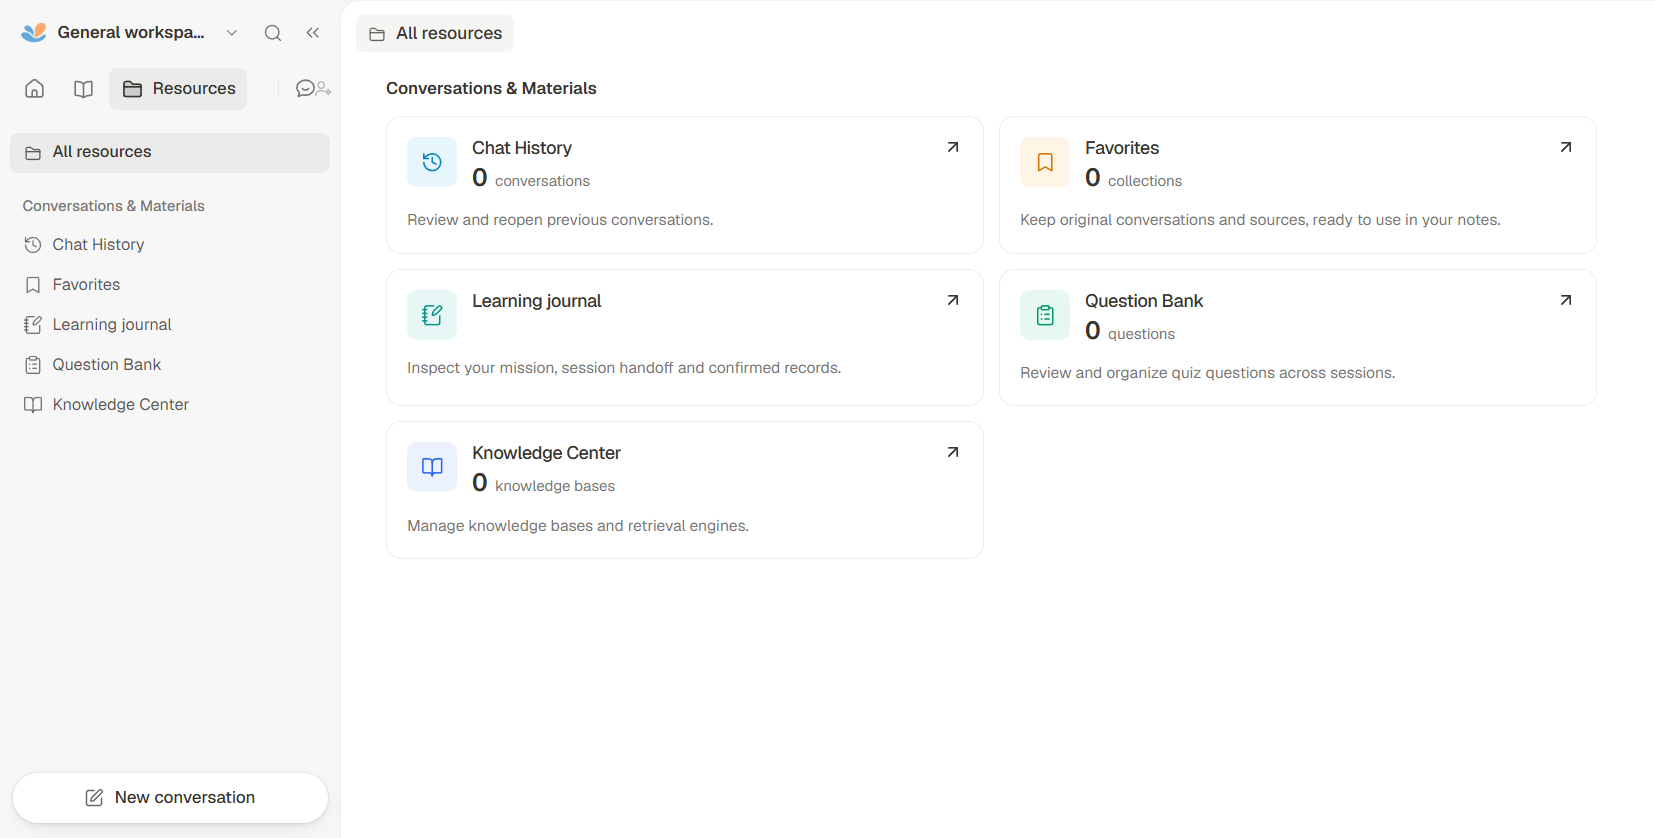 General workspa...
Resources
All resources
Conversations & Materials
Chat History
Favorites
Learning journal
Question Bank
Knowledge Center
New conversation
All resources
Conversations & Materials
Chat History
0 conversations
Review and reopen previous conversations.
Favorites
0 collections
Keep original conversations and sources, ready to use in your notes.
Learning journal
Inspect your mission, session handoff and confirmed records.
Question Bank
0 questions
Review and organize quiz questions across sessions.
Knowledge Center
0 knowledge bases
Manage knowledge bases and retrieval engines.